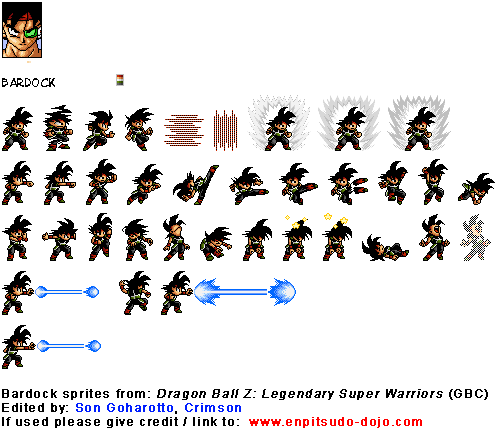 BARDOCK
Bardock sprites from: Dragon Ball Z: Legendary Super Warriors (GBC)
Edited by: Son Goharotto, Crimson
If used please give credit / link to: www.enpitsudo-dojo.com